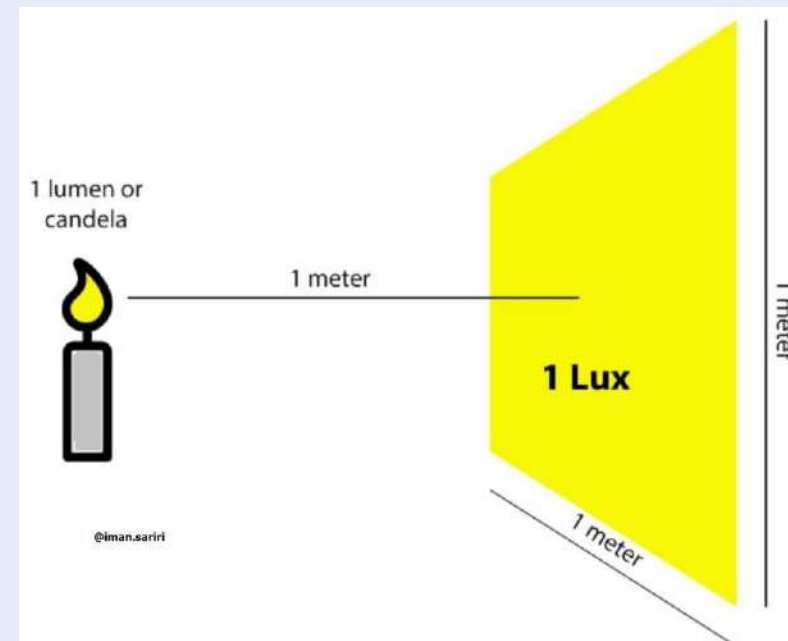 1 lumen or
candela
1 meter
1 Lux
1 meter
1 meter
@iman.sariri